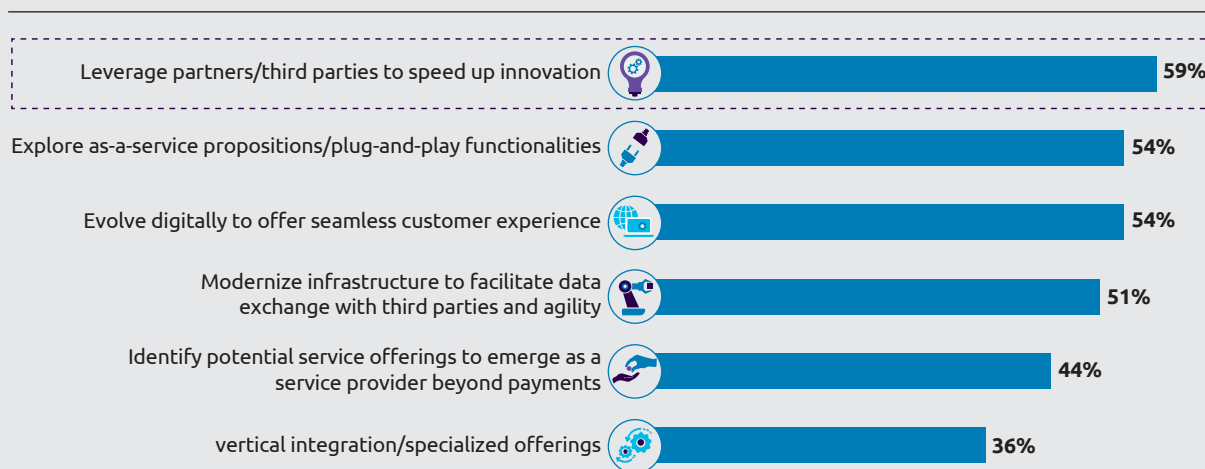 Leverage partners/third parties to speed up innovation 59%
Explore as-a-service propositions/plug-and-play functionalities 54%
Evolve digitally to offer seamless customer experience 54%
Modernize infrastructure to facilitate data
exchange with third parties and agility 51%
Identify potential service offerings to emerge as a
service provider beyond payments 44%
vertical integration/specialized offerings 36%